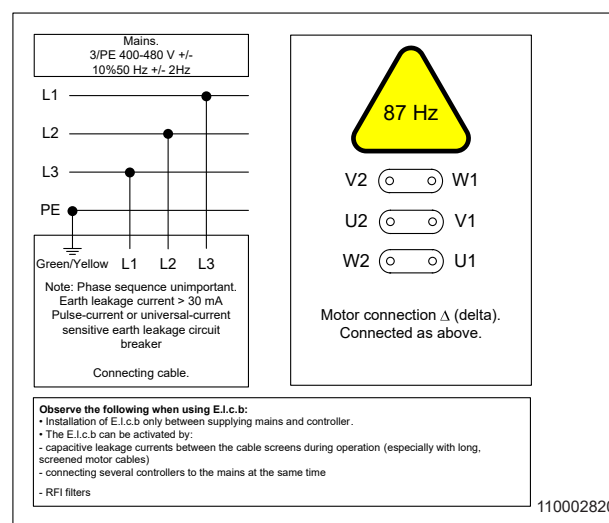 Mains.
3/PE 400-480 V +/-
10%50 Hz +/- 2Hz
L1
L2
L3
PE
Green/Yellow L1 L2 L3
Note: Phase sequence unimportant.
Earth leakage current > 30 mA
Pulse-current or universal-current
sensitive earth leakage circuit
breaker
Connecting cable.
87 Hz
V2 W1
U2 V1
W2 U1
Motor connection Δ (delta).
Connected as above.
Observe the following when using E.l.c.b:
• Installation of E.l.c.b only between supplying mains and controller.
• The E.l.c.b can be activated by:
- capacitive leakage currents between the cable screens during operation (especially with long,
screened motor cables)
- connecting several controllers to the mains at the same time
- RFI filters
110002820